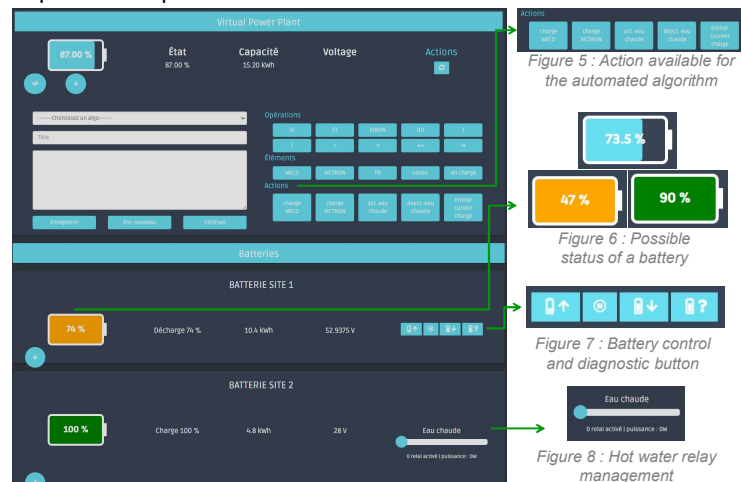 Virtual Power Plant
87.00 %
État
87.00 %
Capacité
15.20 kWh
Voltage
Actions
-----Choisissez un algo-----
Title
Enregistrer
Utiliser
Opérations
SI
ET
SINON
OU
Éléments
WECO
VICTRON
PV
conso
en charge
Actions
charge WECO
charge VICTRON
act. eau chaude
Deact. eau chaude
limiter current charge
Batteries
BATTERIE SITE 1
74 %
Décharge 74 %
10.4 kWh
52.9375 V
BATTERIE SITE 2
100 %
Charge 100 %
4.8 kWh
28 V
Eau chaude
0 relai activé | puissance : 0W
Actions
charge WECO
charge VICTRON
act. eau chaude
Deact. eau chaude
limiter current charge
Figure 5 : Action available for
the automated algorithm
73.5 %
47 %
90 %
Figure 6 : Possible
status of a battery
Figure 7 : Battery control
and diagnostic button
Eau chaude
0 relai activé | puissance : 0W
Figure 8 : Hot water relay
management